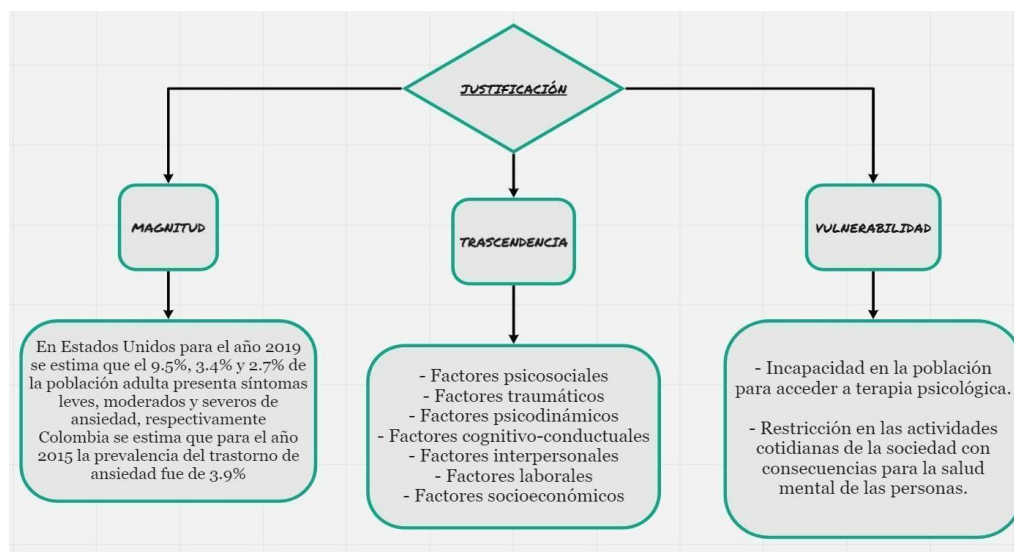 JUSTIFICACIÓN
MAGNITUD
TRASCENDENCIA
VULNERABILIDAD
En Estados Unidos para el año 2019
se estima que el 9.5%, 3.4% y 2.7% de
la población adulta presenta síntomas
leves, moderados y severos de
ansiedad, respectivamente
Colombia se estima que para el año
2015 la prevalencia del trastorno de
ansiedad fue de 3.9%
- Factores psicosociales
- Factores traumáticos
- Factores psicodinámicos
- Factores cognitivo-conductuales
- Factores interpersonales
- Factores laborales
- Factores socioeconómicos
- Incapacidad en la población
para acceder a terapia psicológica.
- Restricción en las actividades
cotidianas de la sociedad con
consecuencias para la salud
mental de las personas.